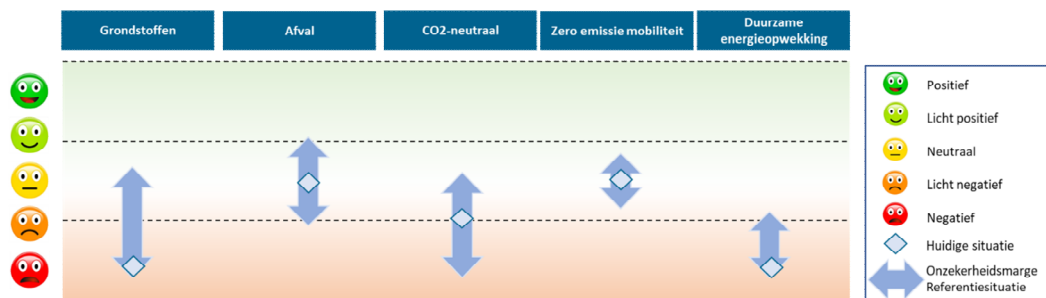 Grondstoffen
Afval
CO2-neutraal
Zero emissie mobiliteit
Duurzame
energieopwekking
Positief
Licht positief
Neutraal
Licht negatief
Negatief
Huidige situatie
Onzekerheidsmarge
Referentiesituatie